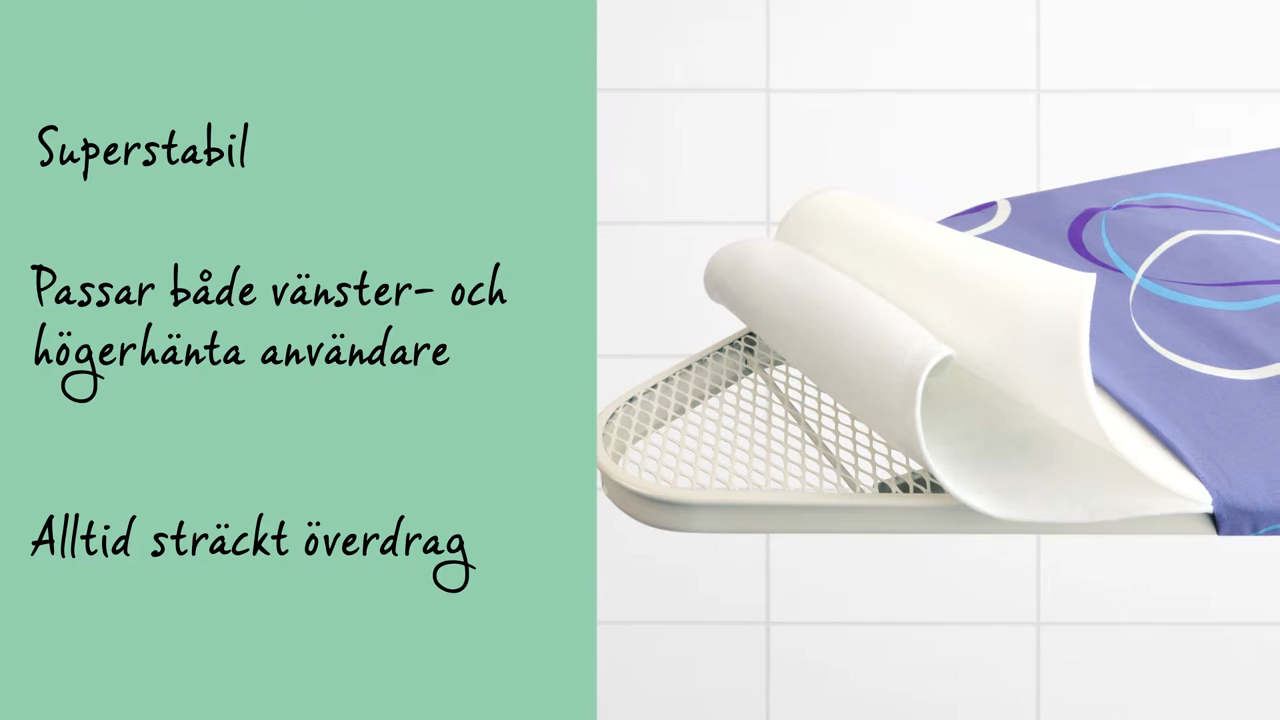 Superstabil
Passar både vänster- och
högerhänta användare
Alltid sträckt överdrag